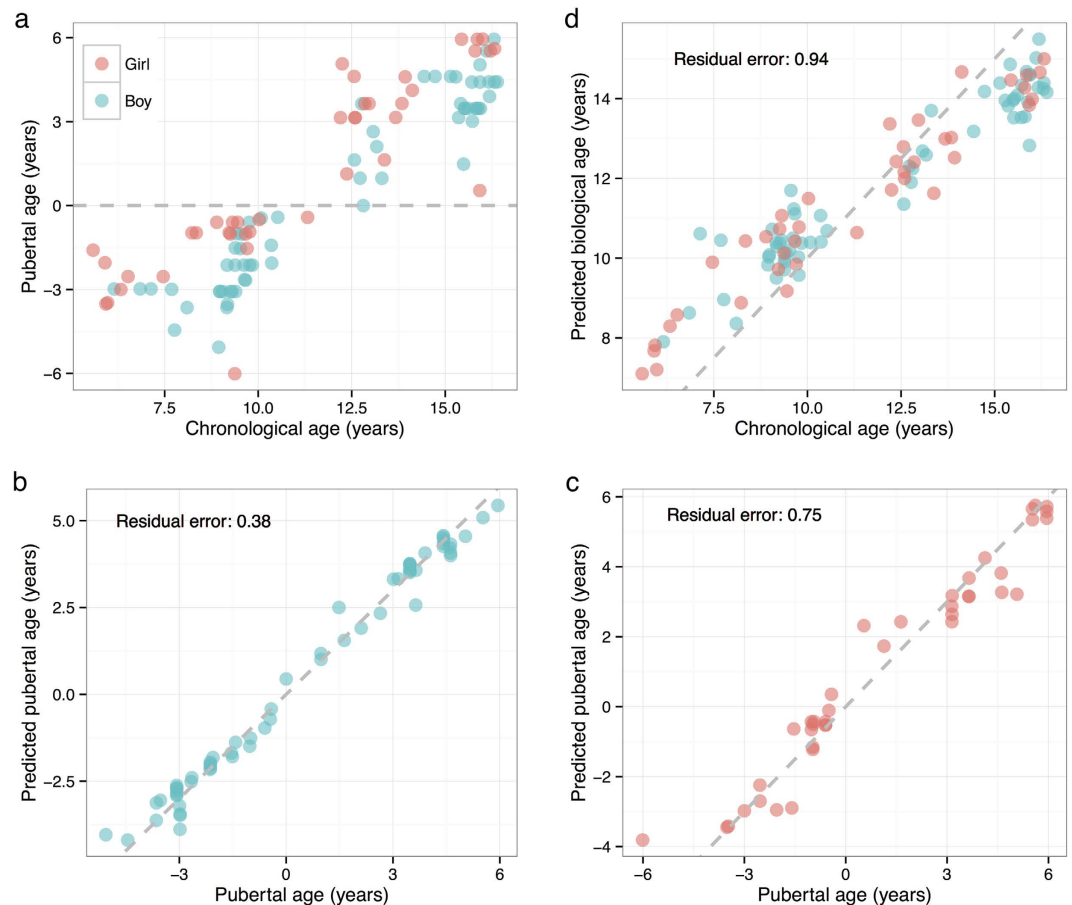 a
6
3
0
−3
−6
Pubertal age (years)
Girl
Boy
7.5 10.0 12.5 15.0
Chronological age (years)
d
Residual error: 0.94
14
12
10
8
Predicted biological age (years)
7.5 10.0 12.5 15.0
Chronological age (years)
b
Residual error: 0.38
5.0
2.5
0.0
−2.5
Predicted pubertal age (years)
−3 0 3 6
Pubertal age (years)
c
Residual error: 0.75
6
4
2
0
−2
−4
Predicted pubertal age (years)
−6 −3 0 3 6
Pubertal age (years)